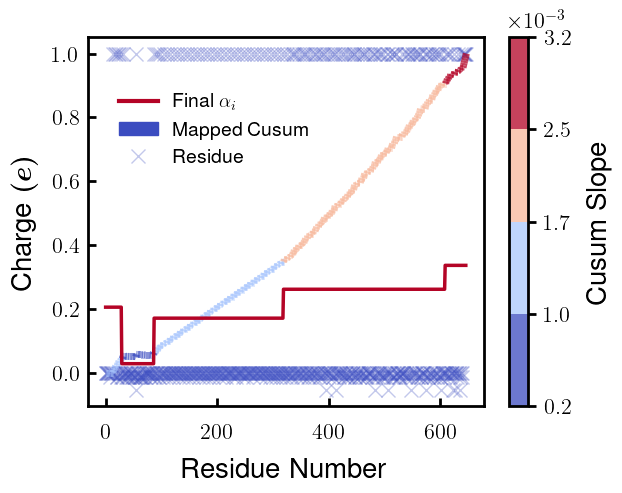 ×10⁻³
1.0
0.8
0.6
0.4
0.2
0.0
Charge (e)
Final αᵢ
Mapped Cusum
Residue
0
200
400
600
Residue Number
3.2
2.5
1.7
1.0
0.2
Cusum Slope